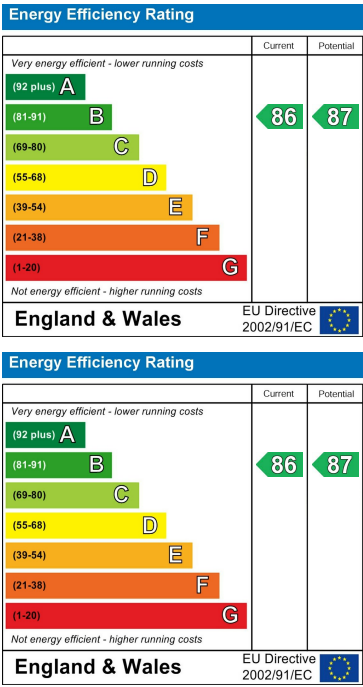 Energy Efficiency Rating
Current Potential
Very energy efficient - lower running costs
(92 plus) A
(81-91) B 86 87
(69-80) C
(55-68) D
(39-54) E
(21-38) F
(1-20) G
Not energy efficient - higher running costs
England & Wales EU Directive
2002/91/EC
Energy Efficiency Rating
Current Potential
Very energy efficient - lower running costs
(92 plus) A
(81-91) B 86 87
(69-80) C
(55-68) D
(39-54) E
(21-38) F
(1-20) G
Not energy efficient - higher running costs
England & Wales EU Directive
2002/91/EC